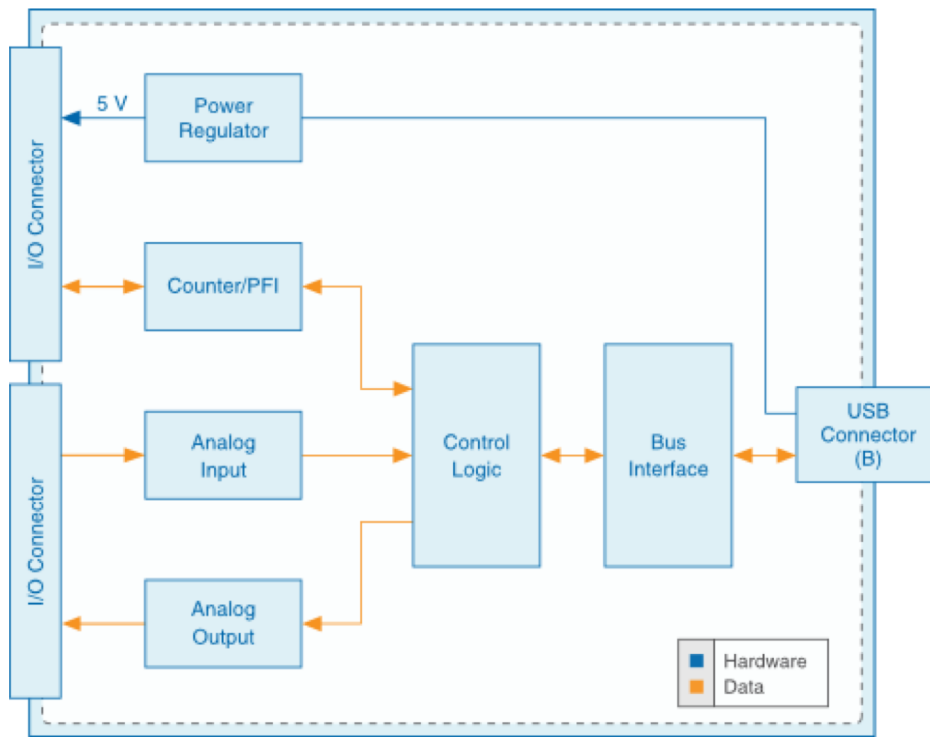 I/O Connector
5 V
Power
Regulator
Counter/PFI
I/O Connector
Analog
Input
Analog
Output
Control
Logic
Bus
Interface
USB
Connector
(B)
Hardware
Data